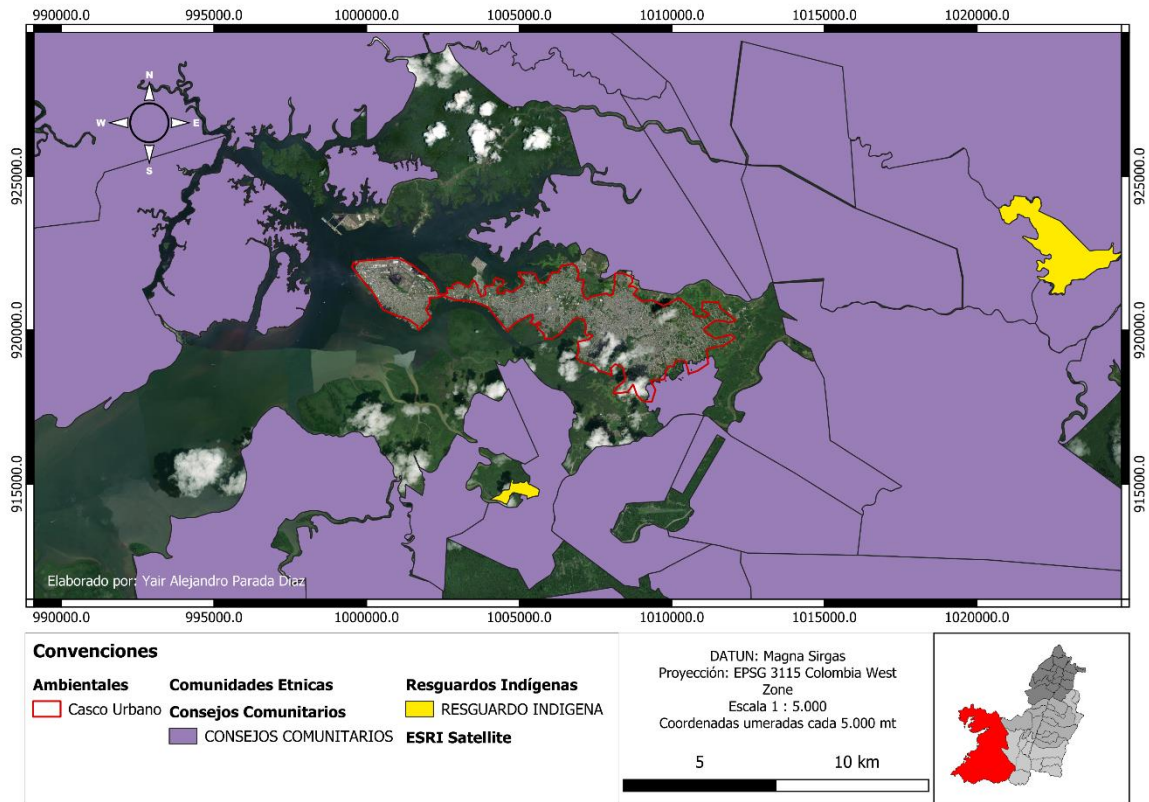 990000.0 995000.0 1000000.0 1005000.0 1010000.0 1015000.0 1020000.0
N
W E
S
925000.0 925000.0
920000.0 920000.0
915000.0 915000.0
Elaborado por: Yair Alejandro Parada Diaz
990000.0 995000.0 1000000.0 1005000.0 1010000.0 1015000.0 1020000.0
Convenciones
Ambientales
Casco Urbano
Comunidades Etnicas
Consejos Comunitarios
CONSEJOS COMUNITARIOS
Resguardos Indígenas
RESGUARDO INDIGENA
ESRI Satellite
DATUN: Magna Sirgas
Proyección: EPSG 3115 Colombia West
Zone
Escala 1 : 5.000
Coordenadas umeradas cada 5.000 mt
5 10 km